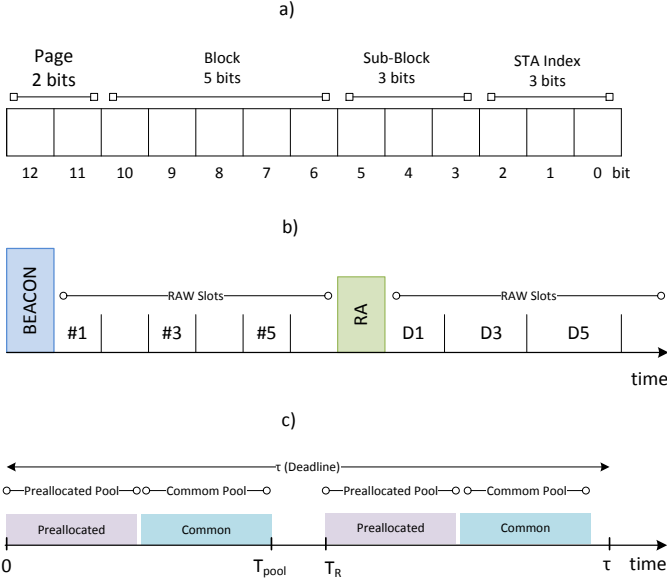 a)
Page Block Sub-Block STA Index
2 bits 5 bits 3 bits 3 bits
12 11 10 9 8 7 6 5 4 3 2 1 0 bit
b)
BEACON RAW Slots RA RAW Slots
#1 #3 #5 D1 D3 D5
time
c)
τ (Deadline)
Preallocated Pool Commom Pool Preallocated Pool Commom Pool
Preallocated Common Preallocated Common
0 Tpool TR τ time